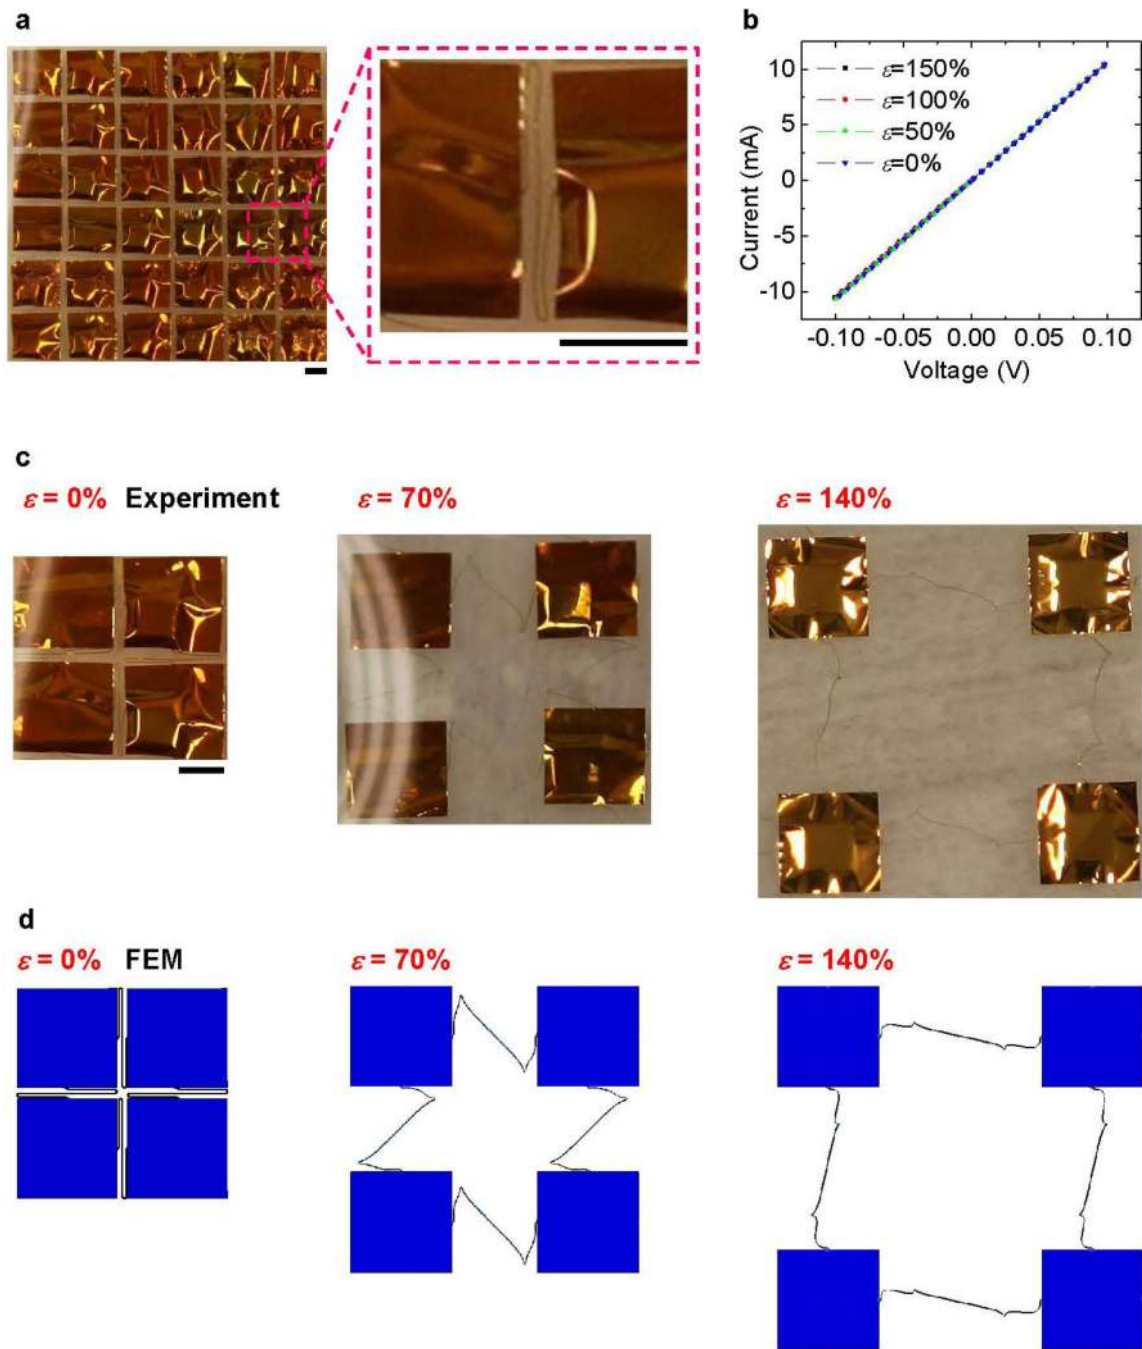 a
b
10
5
0
-5
-10
Current (mA)
ε=150%
ε=100%
ε=50%
ε=0%
-0.10 -0.05 0.00 0.05 0.10
Voltage (V)
c
ε = 0% Experiment
ε = 70%
ε = 140%
d
ε = 0% FEM
ε = 70%
ε = 140%